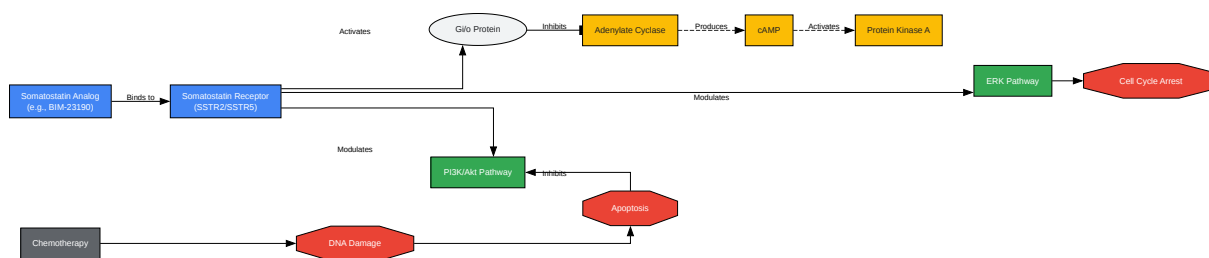 Activates
Gi/o Protein
Inhibits
Adenylate Cyclase
Produces
cAMP
Activates
Protein Kinase A
Somatostatin Analog
(e.g., BIM-23190)
Binds to
Somatostatin Receptor
(SSTR2/SSTR5)
Modulates
ERK Pathway
Cell Cycle Arrest
Modulates
PI3K/Akt Pathway
Inhibits
Apoptosis
Chemotherapy
DNA Damage